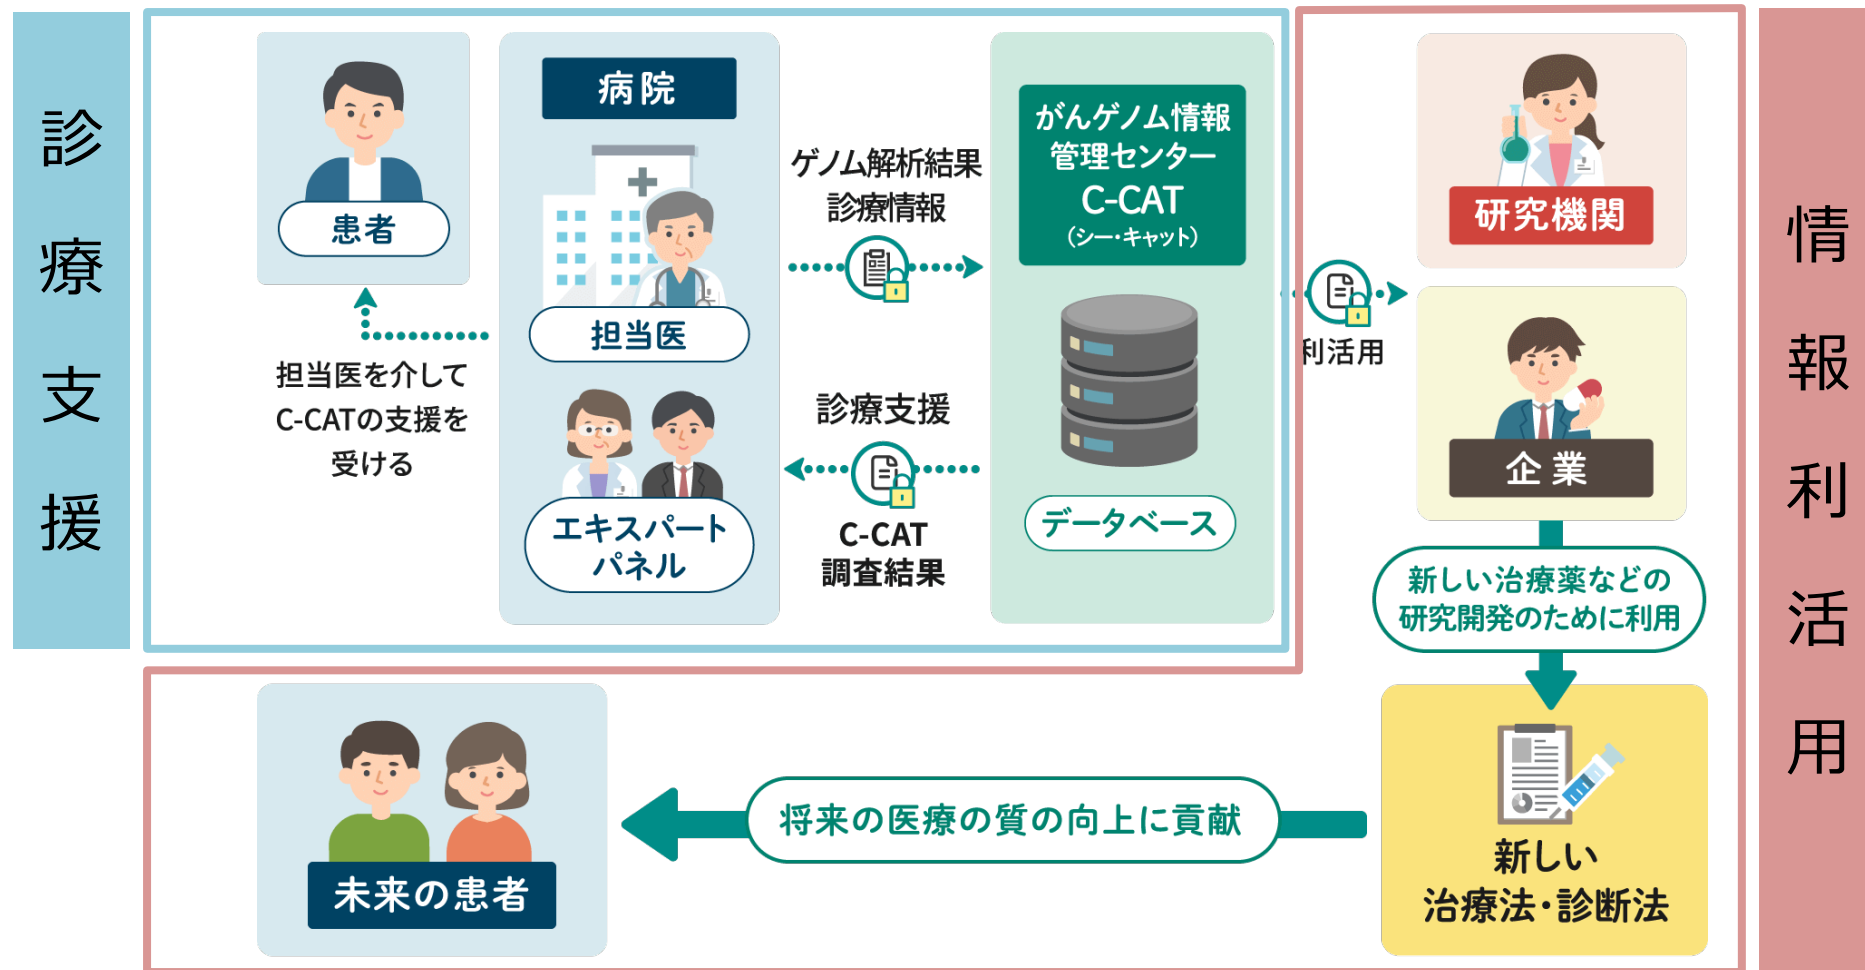 診療支援
患者
担当医を介して
C-CATの支援を
受ける
病院
担当医
エキスパート
パネル
ゲノム解析結果
診療情報
診療支援
C-CAT
調査結果
がんゲノム情報
管理センター
C-CAT
（シー・キャット）
データベース
利活用
研究機関
企業
新しい治療薬などの
研究開発のために利用
新しい
治療法・診断法
将来の医療の質の向上に貢献
未来の患者
情報利活用